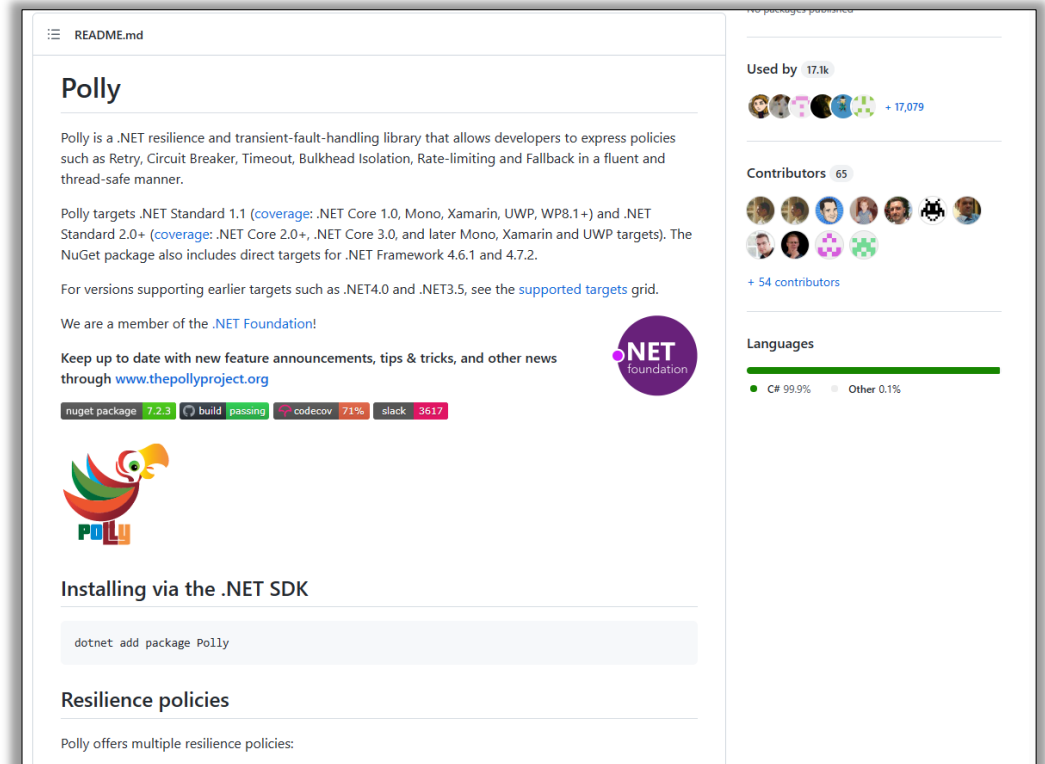 README.md
Polly
Polly is a .NET resilience and transient-fault-handling library that allows developers to express policies
such as Retry, Circuit Breaker, Timeout, Bulkhead Isolation, Rate-limiting and Fallback in a fluent and
thread-safe manner.
Polly targets .NET Standard 1.1 (coverage: .NET Core 1.0, Mono, Xamarin, UWP, WP8.1+) and .NET
Standard 2.0+ (coverage: .NET Core 2.0+, .NET Core 3.0, and later Mono, Xamarin and UWP targets). The
NuGet package also includes direct targets for .NET Framework 4.6.1 and 4.7.2.
For versions supporting earlier targets such as .NET4.0 and .NET3.5, see the supported targets grid.
We are a member of the .NET Foundation!
Keep up to date with new feature announcements, tips & tricks, and other news
through www.thepollyproject.org
.NET
foundation
nuget package 7.2.3 build passing codecov 71% slack 3617
POLLY
Installing via the .NET SDK
dotnet add package Polly
Resilience policies
Polly offers multiple resilience policies:
No packages published
Used by 17.1k
+ 17,079
Contributors 65
+ 54 contributors
Languages
C# 99.9% Other 0.1%